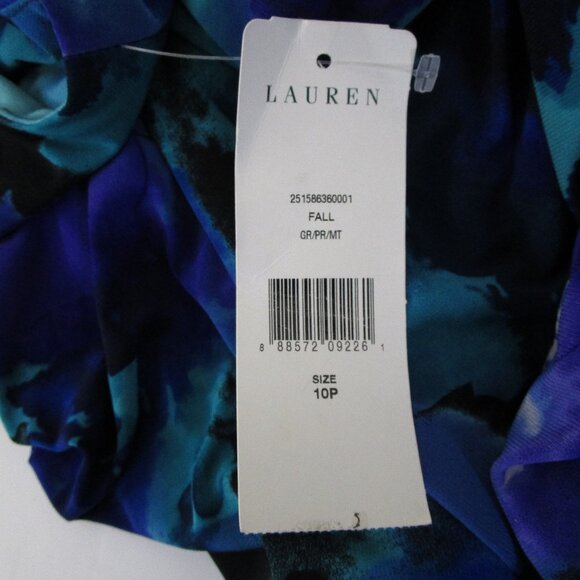 LAUREN
251586360001
FALL
GR/PR/MT
8 88572 09226 1
SIZE
10P